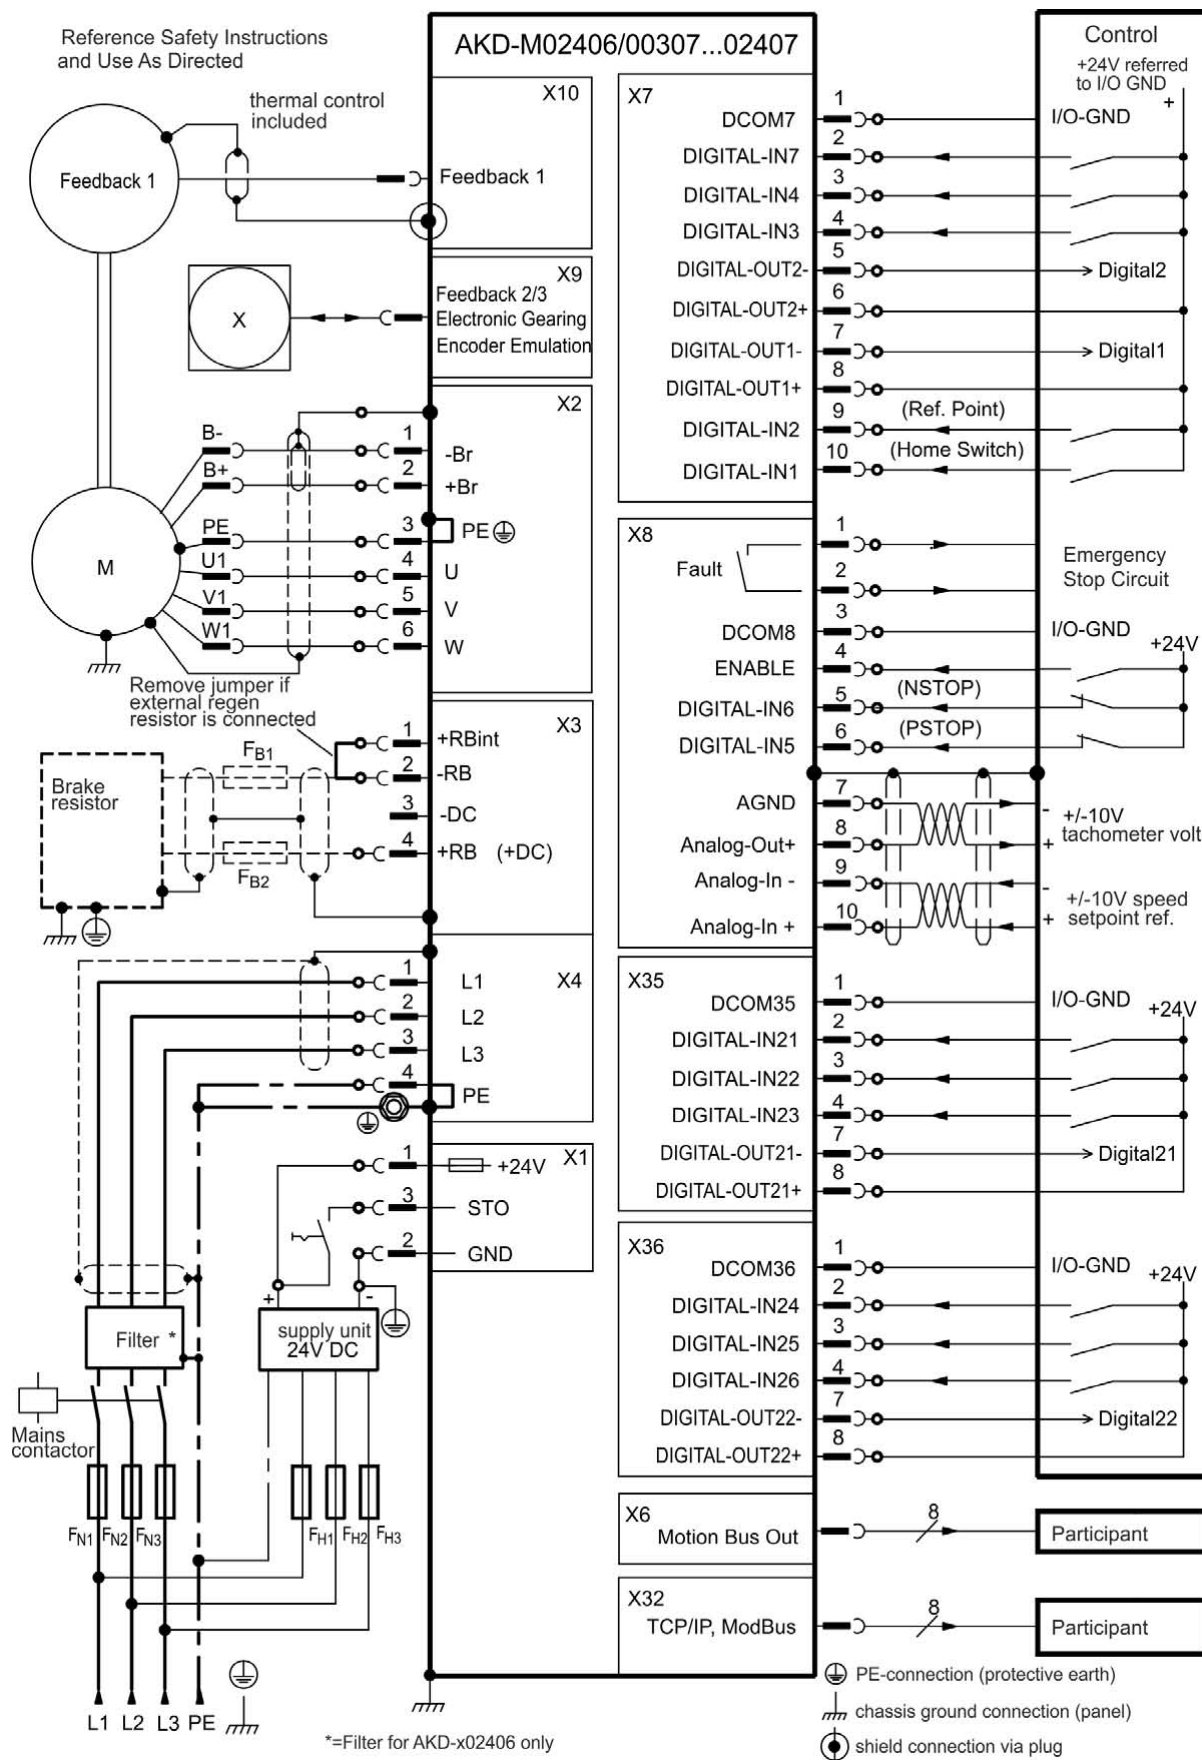 Reference Safety Instructions
and Use As Directed
AKD-M02406/00307...02407
Control
+24V referred
to I/O GND
+
thermal control
included
Feedback 1
X10
Feedback 1
X9
Feedback 2/3
Electronic Gearing
Encoder Emulation
X
X2
B-
1
-Br
B+
2
+Br
PE
3
PE
U1
4
U
V1
5
V
W1
6
W
M
Remove jumper if
external regen
resistor is connected
X3
1
+RBint
2
-RB
3
-DC
4
+RB (+DC)
Brake
resistor
FB1
FB2
X4
1
L1
2
L2
3
L3
4
PE
X1
1
+24V
3
STO
2
GND
+
-
supply unit
24V DC
Filter *
Mains
contactor
FN1
FN2
FN3
FH1
FH2
FH3
L1
L2
L3
PE
*=Filter for AKD-x02406 only
X7
DCOM7
1
I/O-GND
DIGITAL-IN7
2
DIGITAL-IN4
3
DIGITAL-IN3
4
DIGITAL-OUT2-
5
Digital2
DIGITAL-OUT2+
6
DIGITAL-OUT1-
7
Digital1
DIGITAL-OUT1+
8
DIGITAL-IN2
9
(Ref. Point)
DIGITAL-IN1
10
(Home Switch)
X8
Fault
1
2
Emergency
Stop Circuit
DCOM8
3
I/O-GND
+24V
ENABLE
4
DIGITAL-IN6
5
(NSTOP)
DIGITAL-IN5
6
(PSTOP)
AGND
7
-
Analog-Out+
8
+
+/-10V
tachometer volt
Analog-In -
9
-
Analog-In +
10
+
+/-10V speed
setpoint ref.
X35
DCOM35
1
I/O-GND
+24V
DIGITAL-IN21
2
DIGITAL-IN22
3
DIGITAL-IN23
4
DIGITAL-OUT21-
7
Digital21
DIGITAL-OUT21+
8
X36
DCOM36
1
I/O-GND
+24V
DIGITAL-IN24
2
DIGITAL-IN25
3
DIGITAL-IN26
4
DIGITAL-OUT22-
7
Digital22
DIGITAL-OUT22+
8
X6
Motion Bus Out
8
Participant
X32
TCP/IP, ModBus
8
Participant
PE-connection (protective earth)
chassis ground connection (panel)
shield connection via plug